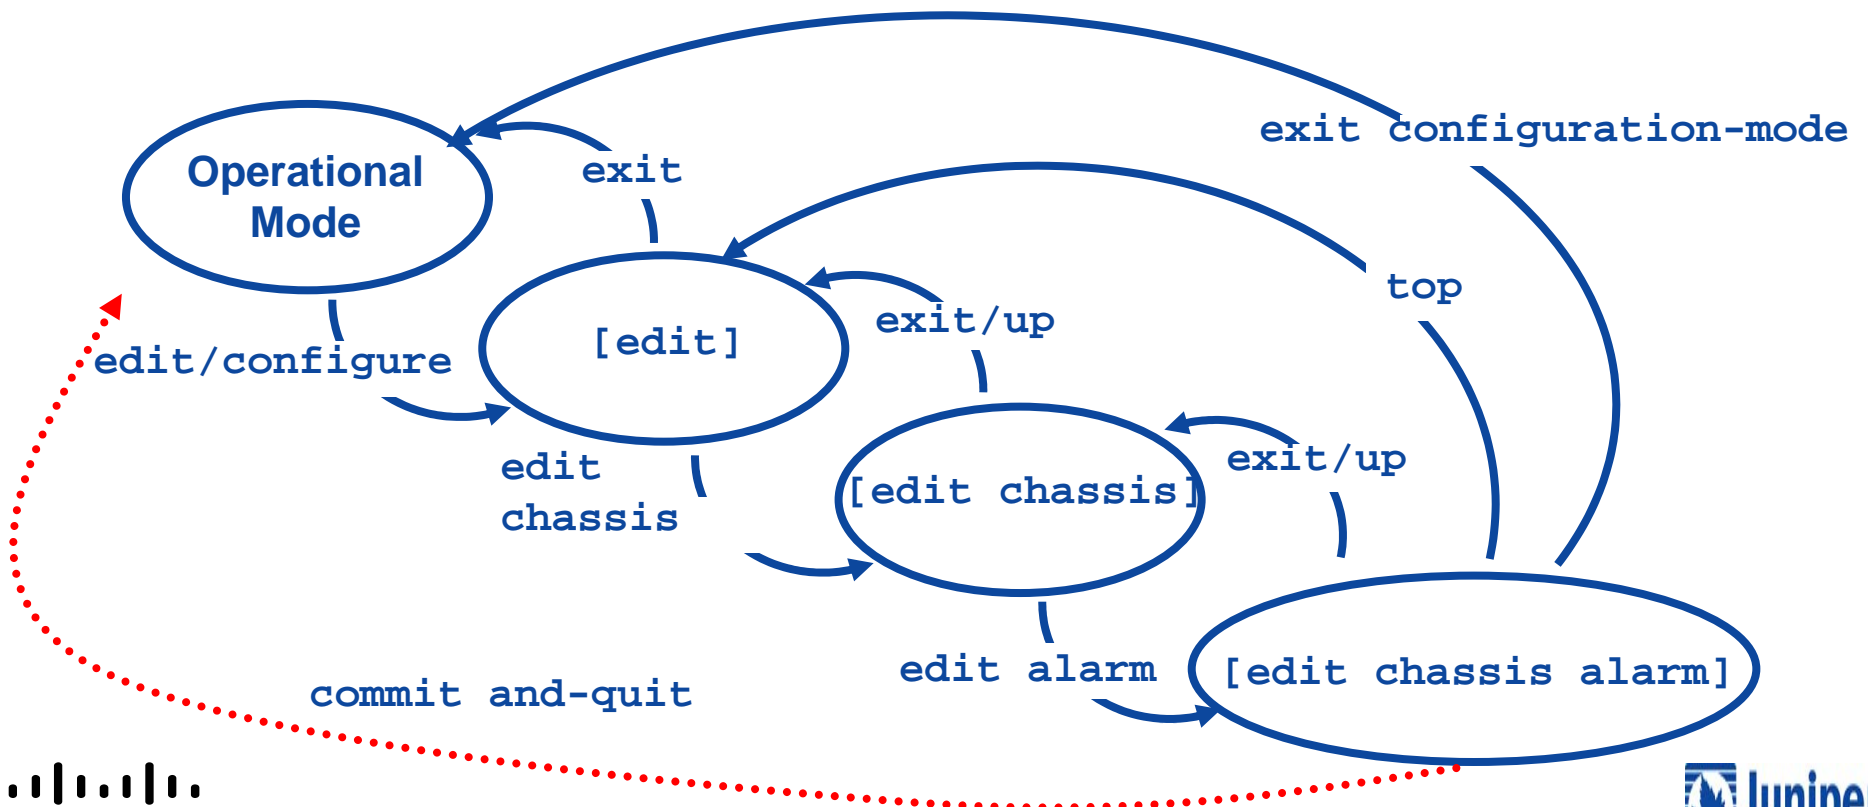 exit configuration-mode
Operational
Mode
exit
top
edit/configure
[edit]
exit/up
edit
chassis
[edit chassis]
exit/up
commit and-quit
edit alarm
[edit chassis alarm]